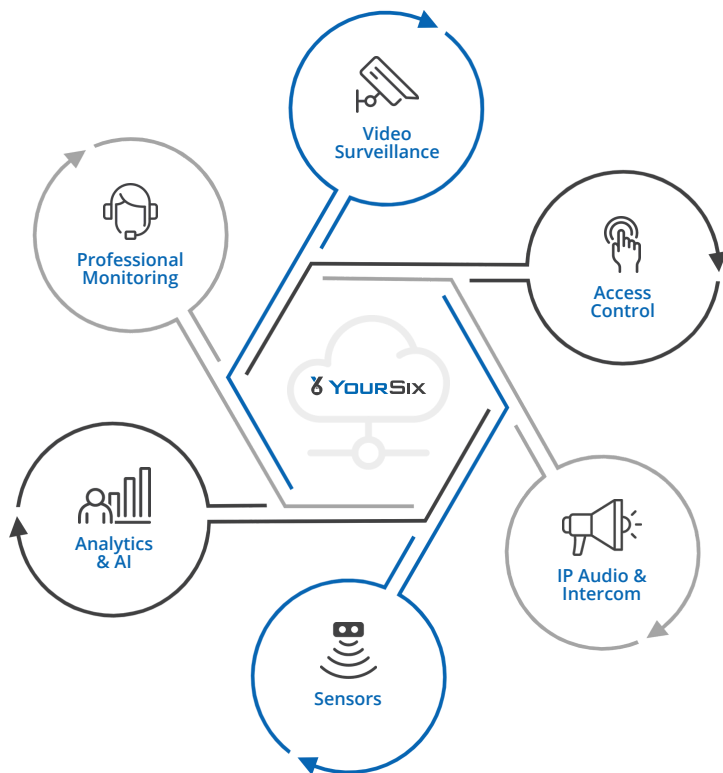 Video
Surveillance
Professional
Monitoring
Access
Control
YourSix
Analytics
& AI
IP Audio &
Intercom
Sensors